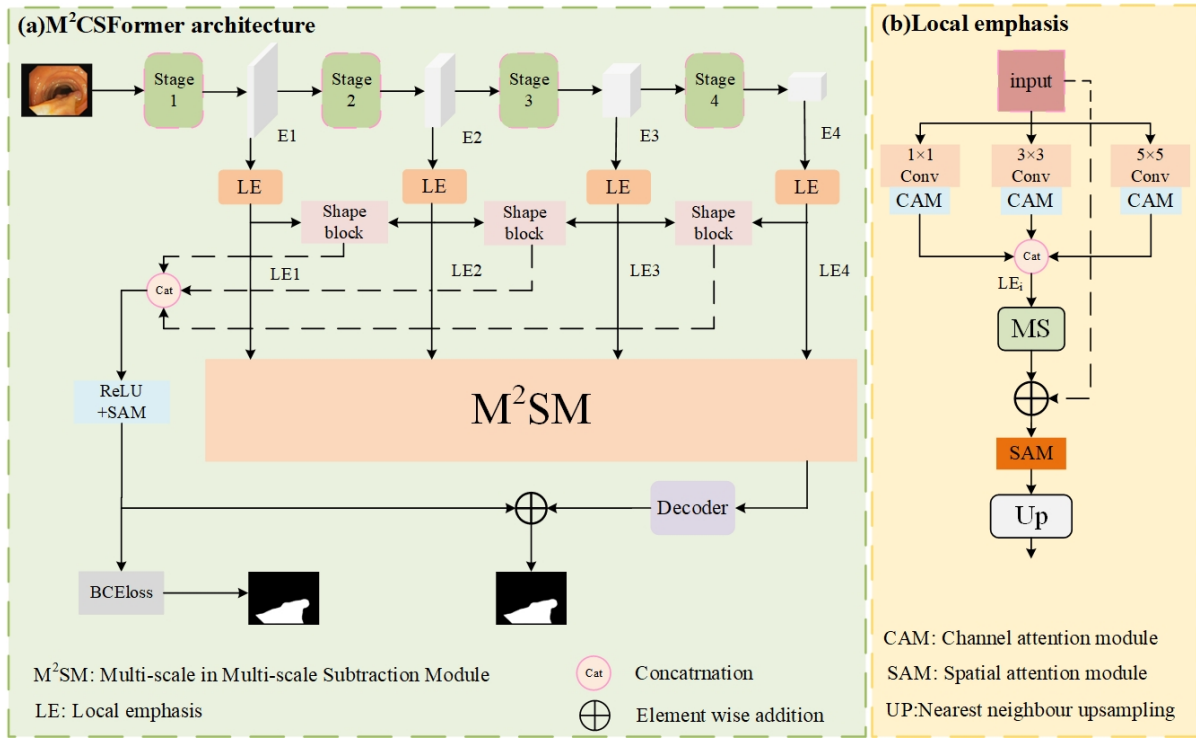 (a)M²CSFormer architecture
Stage
1
Stage
2
Stage
3
Stage
4
E1
E2
E3
E4
LE
LE
LE
LE
Shape
block
Shape
block
Shape
block
LE1
LE2
LE3
LE4
Cat
ReLU
+SAM
M²SM
Decoder
BCEloss
M²SM: Multi-scale in Multi-scale Subtraction Module
LE: Local emphasis
Cat
Concatrnation
Element wise addition
(b)Local emphasis
input
1×1
Conv
CAM
3×3
Conv
CAM
5×5
Conv
CAM
Cat
LEᵢ
MS
SAM
Up
CAM: Channel attention module
SAM: Spatial attention module
UP:Nearest neighbour upsampling